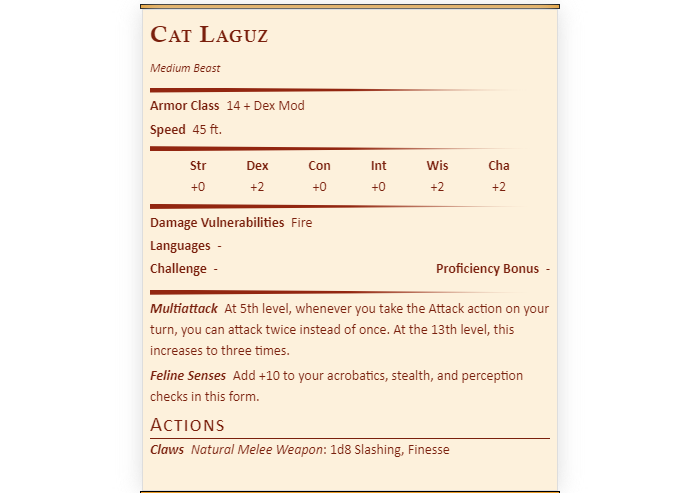 Cat Laguz
Medium Beast
Armor Class 14 + Dex Mod
Speed 45 ft.
Str Dex Con Int Wis Cha
+0 +2 +0 +0 +2 +2
Damage Vulnerabilities Fire
Languages -
Challenge - Proficiency Bonus -
Multiattack At 5th level, whenever you take the Attack action on your
turn, you can attack twice instead of once. At the 13th level, this
increases to three times.
Feline Senses Add +10 to your acrobatics, stealth, and perception
checks in this form.
Actions
Claws Natural Melee Weapon: 1d8 Slashing, Finesse